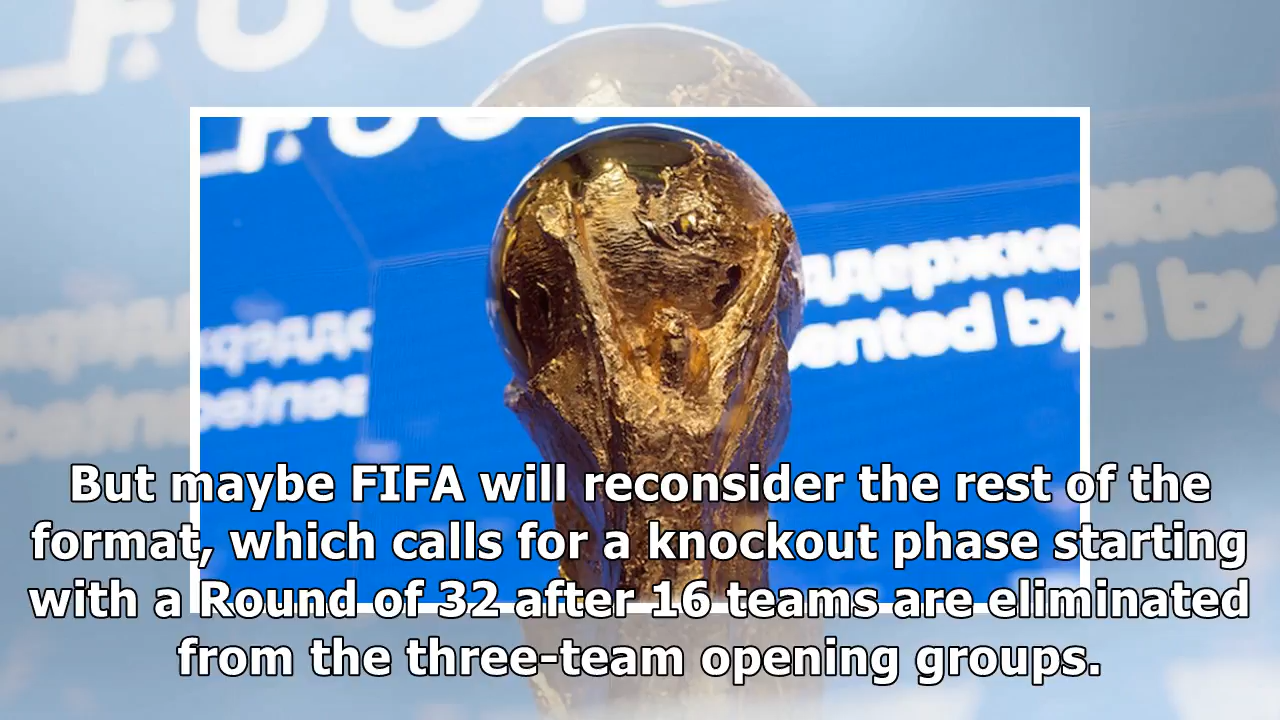 But maybe FIFA will reconsider the rest of the
format, which calls for a knockout phase starting
with a Round of 32 after 16 teams are eliminated
from the three-team opening groups.